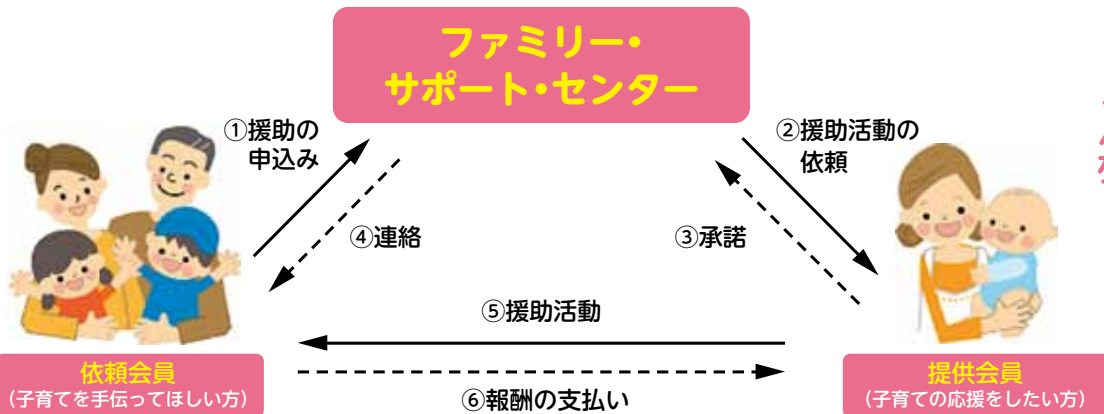 ファミリー・
サポート・センター
①援助の
申込み
②援助活動の
依頼
④連絡
③承諾
⑤援助活動
依頼会員
(子育てを手伝ってほしい方)
⑥報酬の支払い
提供会員
(子育ての応援をしたい方)